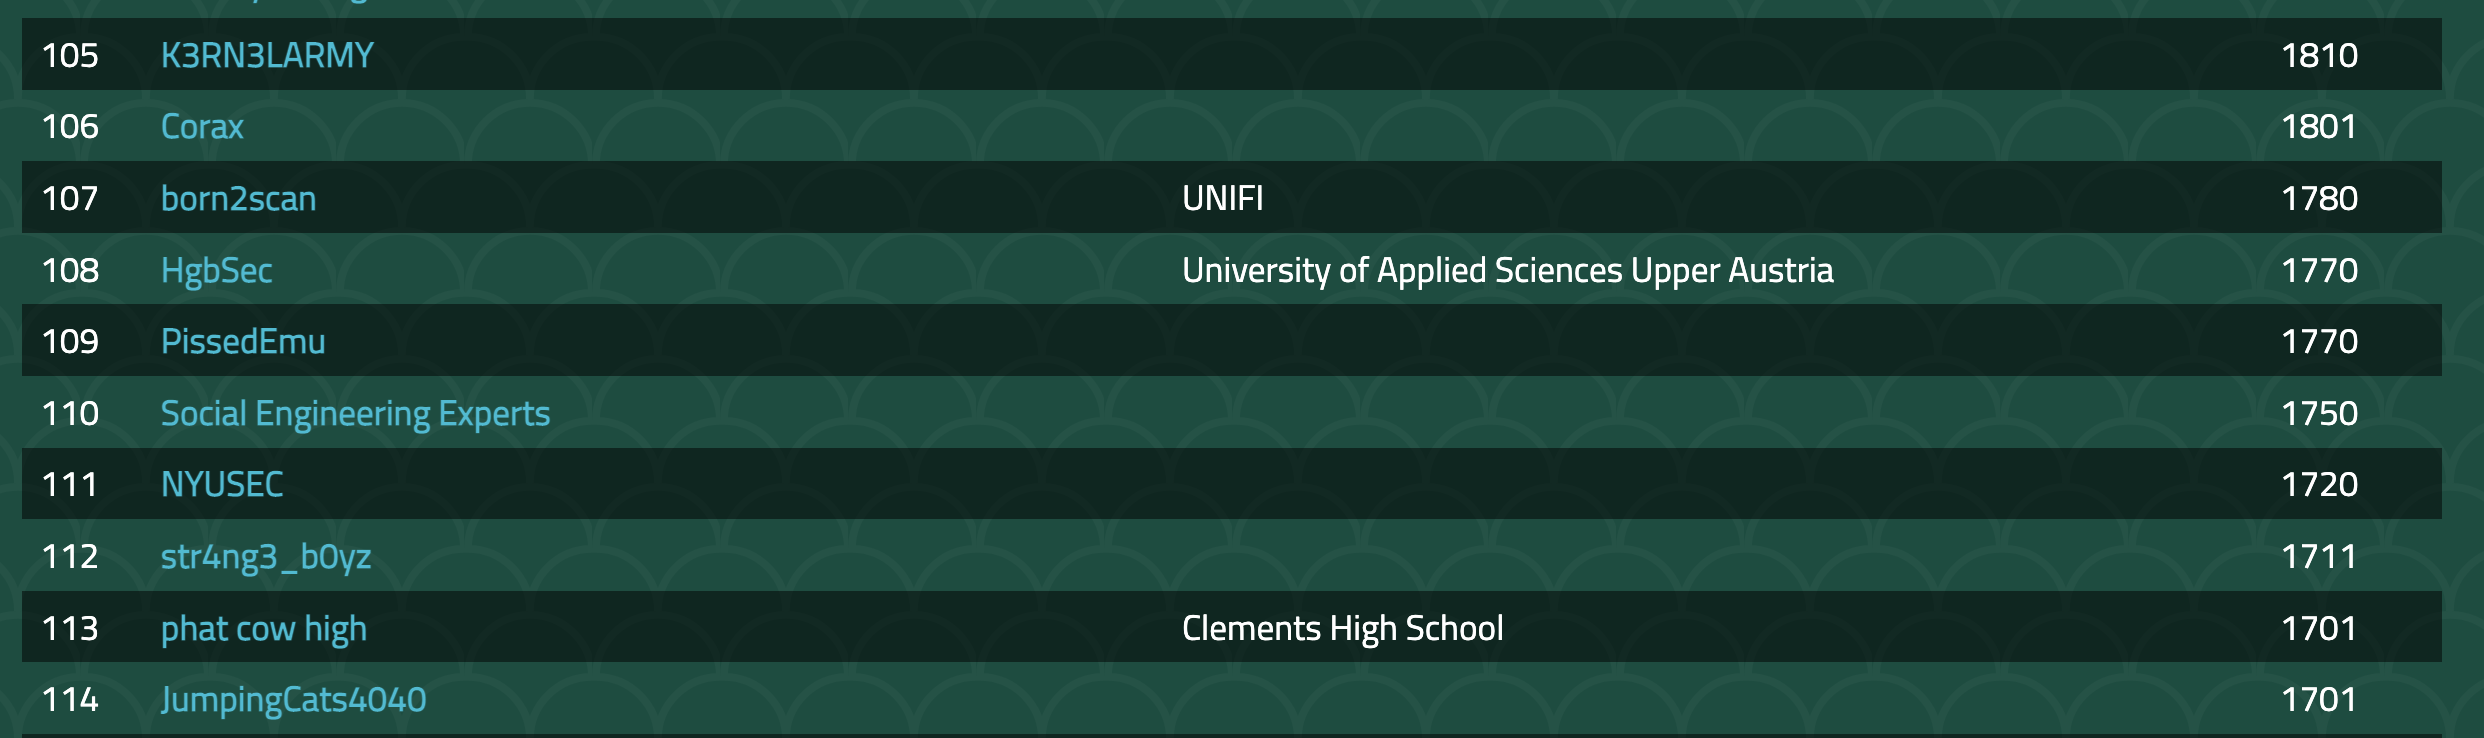 105 K3RN3LARMY 1810
106 Corax 1801
107 born2scan UNIFI 1780
108 HgbSec University of Applied Sciences Upper Austria 1770
109 PissedEmu 1770
110 Social Engineering Experts 1750
111 NYUSEC 1720
112 str4ng3_b0yz 1711
113 phat cow high Clements High School 1701
114 JumpingCats4040 1701